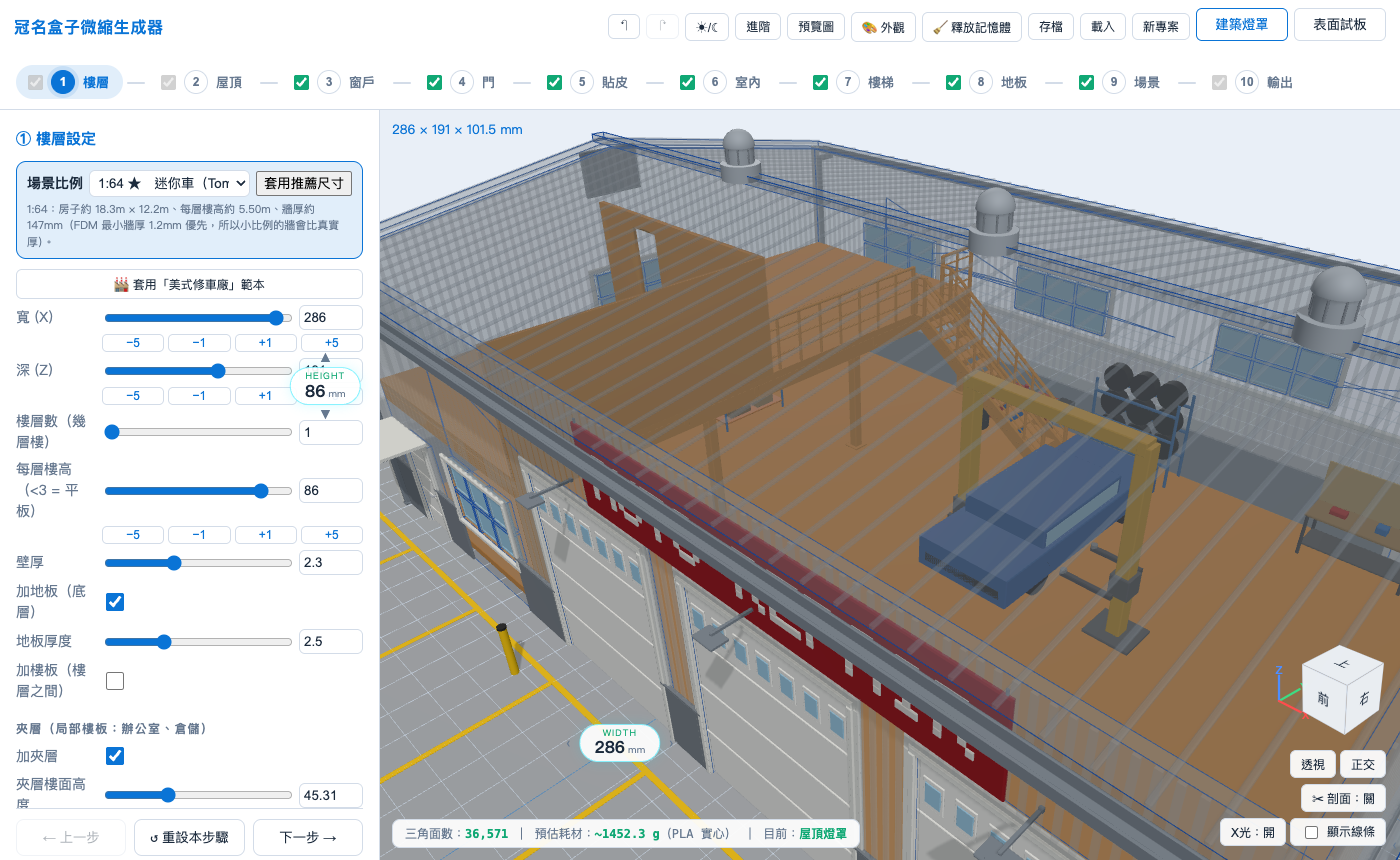 冠名盒子微縮生成器
↰
↱
☀/☾
進階
預覽圖
🎨 外觀
🧹 釋放記憶體
存檔
載入
新專案
建築燈罩
表面試板
1 樓層
2 屋頂
3 窗戶
4 門
5 貼皮
6 室內
7 樓梯
8 地板
9 場景
10 輸出
① 樓層設定
場景比例
1:64 ★ 迷你車（Tom
套用推薦尺寸
1:64：房子約 18.3m × 12.2m、每層樓高約 5.50m、牆厚約
147mm（FDM 最小牆厚 1.2mm 優先，所以小比例的牆會比真實
厚）。
🏭 套用「美式修車廠」範本
寬 (X)
286
−5
−1
+1
+5
深 (Z)
−5
−1
+1
HEIGHT
86 mm
樓層數（幾
層樓）
1
每層樓高
（<3 = 平
板）
86
−5
−1
+1
+5
壁厚
2.3
加地板（底
層）
地板厚度
2.5
加樓板（樓
層之間）
夾層（局部樓板：辦公室、倉儲）
加夾層
夾層樓面高
度
45.31
← 上一步
↺ 重設本步驟
下一步 →
286 × 191 × 101.5 mm
WIDTH
286 mm
三角面數：36,571 | 預估耗材：~1452.3 g（PLA 實心） | 目前：屋頂燈罩
Z
X
上
前
右
透視
正交
✂ 剖面：關
X光：開
顯示線條